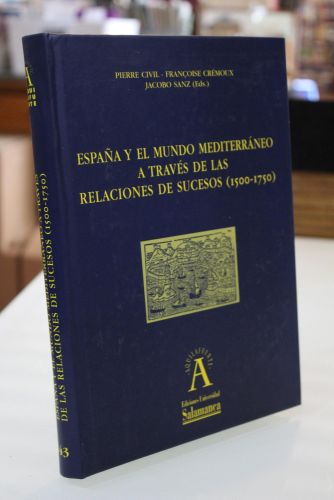 PIERRE CIVIL - FRANÇOISE CRÉMOUX
JACOBO SANZ (Eds.)
ESPAÑA Y EL MUNDO MEDITERRÁNEO
A TRAVÉS DE LAS
RELACIONES DE SUCESOS (1500-1750)
AQUILAFUENTE
A
Ediciones Universidad
Salamanca
A
ESPAÑA Y EL MUNDO MEDITERRÁNEO A TRAVÉS
DE LAS RELACIONES DE SUCESOS (1500-1750)